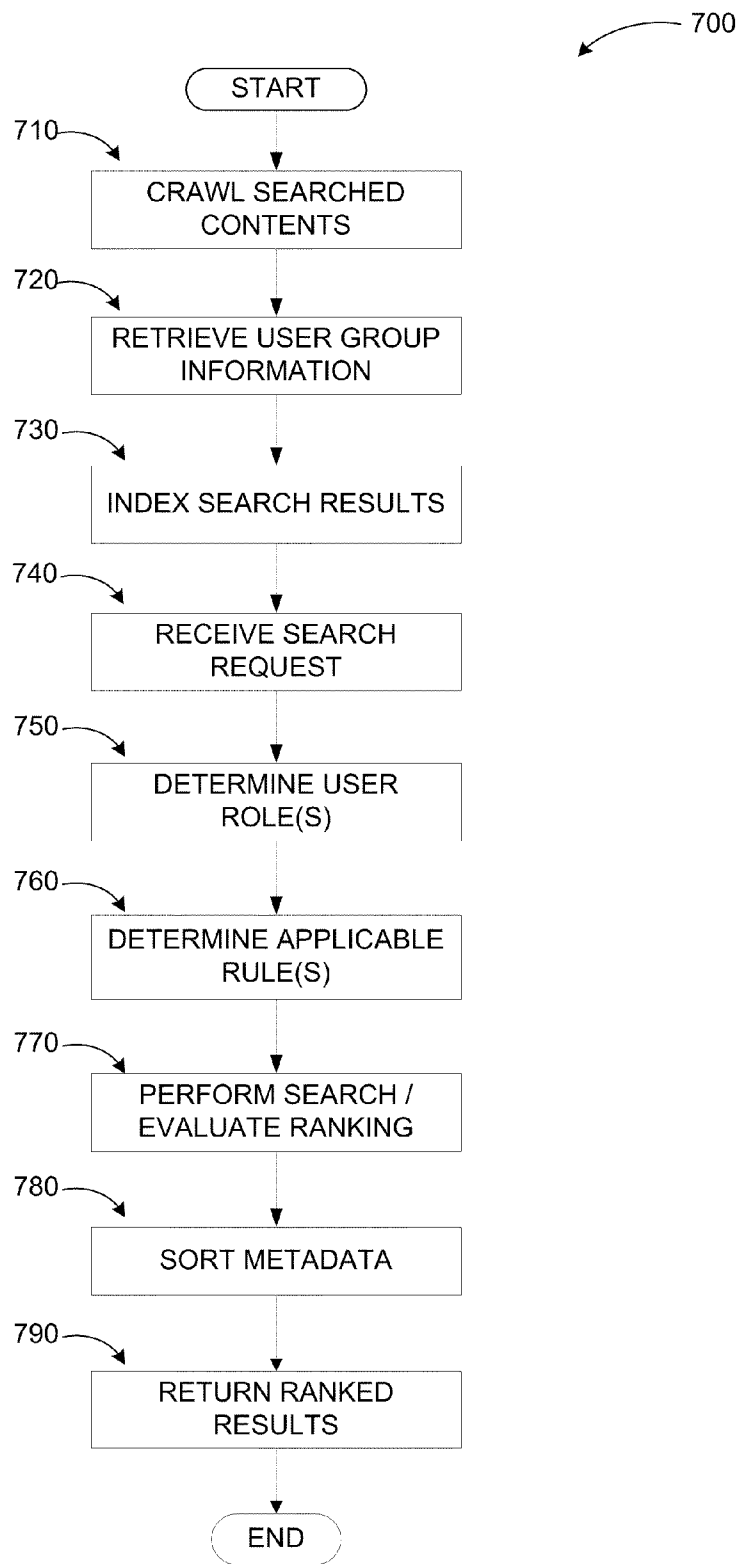 700
START
710
CRAWL SEARCHED
CONTENTS
720
RETRIEVE USER GROUP
INFORMATION
730
INDEX SEARCH RESULTS
740
RECEIVE SEARCH
REQUEST
750
DETERMINE USER
ROLE(S)
760
DETERMINE APPLICABLE
RULE(S)
770
PERFORM SEARCH /
EVALUATE RANKING
780
SORT METADATA
790
RETURN RANKED
RESULTS
END